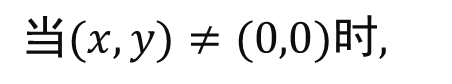 当(x, y) ≠ (0,0)时,